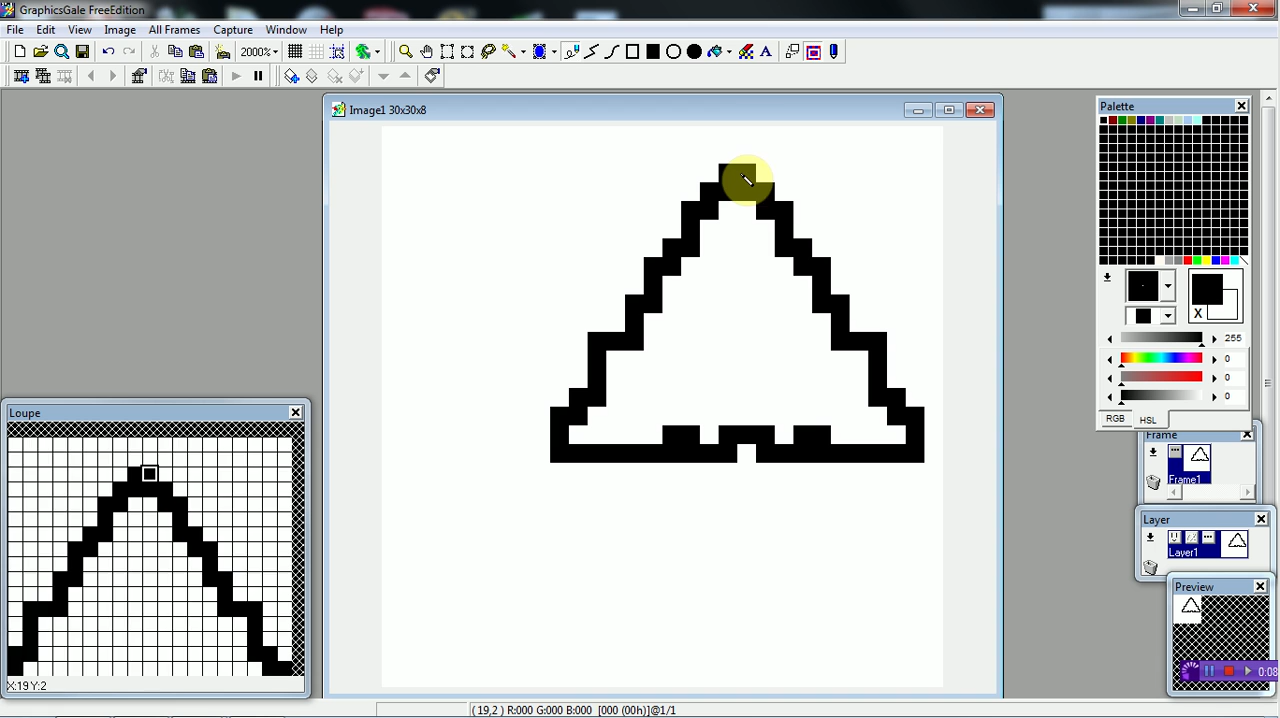 GraphicsGale FreeEdition
File Edit View Image All Frames Capture Window Help
2000% A
Image1 30x30x8
Palette
X
255
0
0
0
RGB HSL
Loupe
X:19 Y:2
Frame
Frame1
Layer
Layer1
Preview
0:08
(19,2) R:000 G:000 B:000 [000 (00h)]@1/1